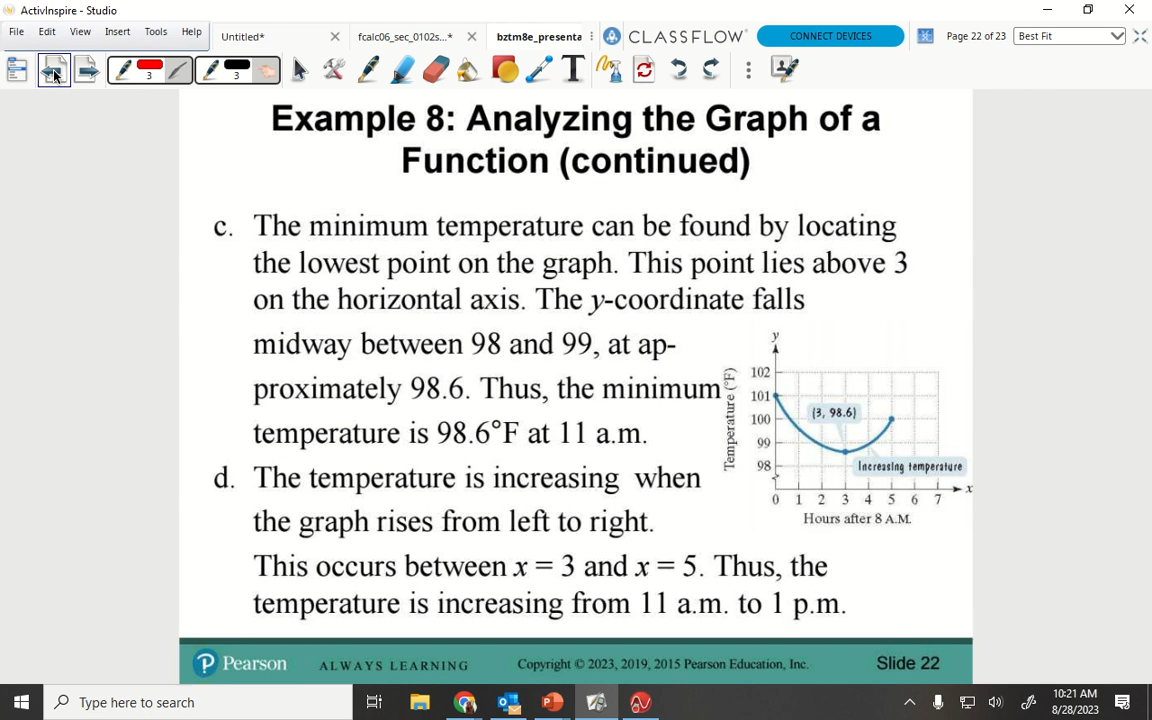 ActivInspire - Studio
File Edit View Insert Tools Help
Untitled*
fcalc06_sec_0102s...*
bztm8e_presenta
CLASSFLOW
CONNECT DEVICES
Page 22 of 23
Best Fit
3
3
T
Example 8: Analyzing the Graph of a
Function (continued)
c. The minimum temperature can be found by locating
the lowest point on the graph. This point lies above 3
on the horizontal axis. The y-coordinate falls
midway between 98 and 99, at ap-
proximately 98.6. Thus, the minimum
temperature is 98.6°F at 11 a.m.
d. The temperature is increasing when
the graph rises from left to right.
This occurs between x = 3 and x = 5. Thus, the
temperature is increasing from 11 a.m. to 1 p.m.
y
Temperature (°F)
102
101
100
99
98
(3, 98.6)
Increasing temperature
0 1 2 3 4 5 6 7 x
Hours after 8 A.M.
P Pearson
ALWAYS LEARNING
Copyright © 2023, 2019, 2015 Pearson Education, Inc.
Slide 22
Type here to search
10:21 AM
8/28/2023